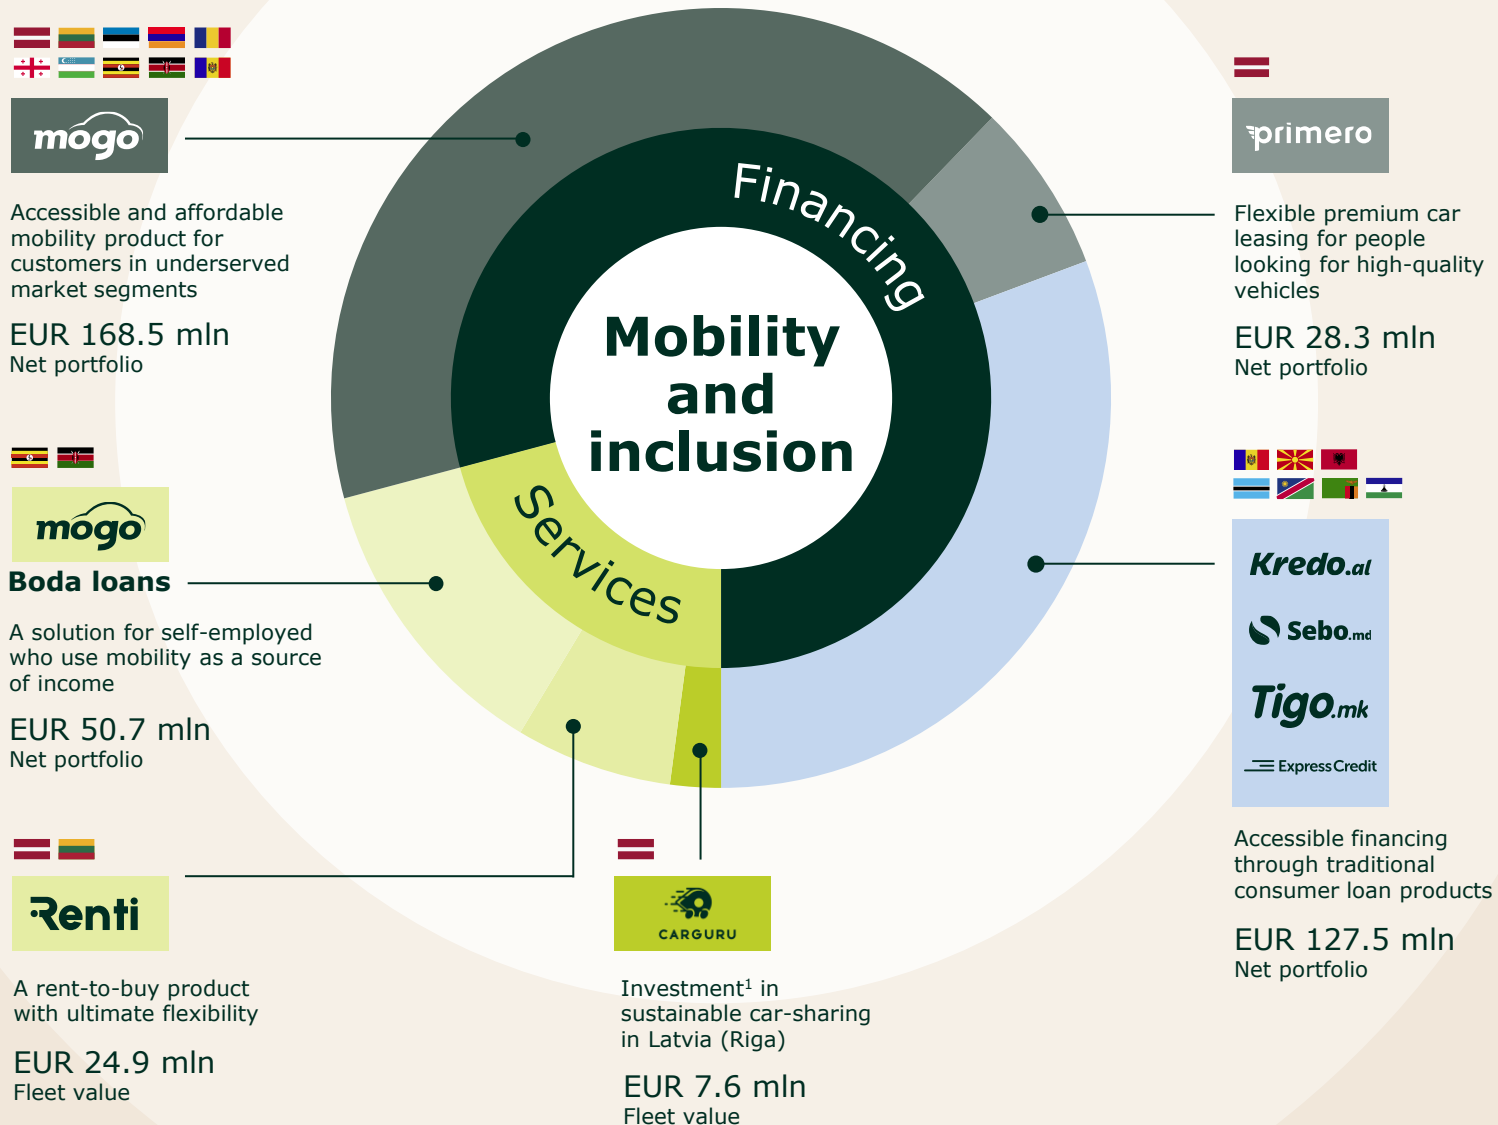 mogo
Accessible and affordable
mobility product for
customers in underserved
market segments
EUR 168.5 mln
Net portfolio
mogo
Boda loans
A solution for self-employed
who use mobility as a source
of income
EUR 50.7 mln
Net portfolio
Renti
A rent-to-buy product
with ultimate flexibility
EUR 24.9 mln
Fleet value
Financing
Mobility
and
inclusion
Services
CARGURU
Investment¹ in
sustainable car-sharing
in Latvia (Riga)
EUR 7.6 mln
Fleet value
primero
Flexible premium car
leasing for people
looking for high-quality
vehicles
EUR 28.3 mln
Net portfolio
Kredo.al
Sebo.md
Tigo.mk
ExpressCredit
Accessible financing
through traditional
consumer loan products
EUR 127.5 mln
Net portfolio